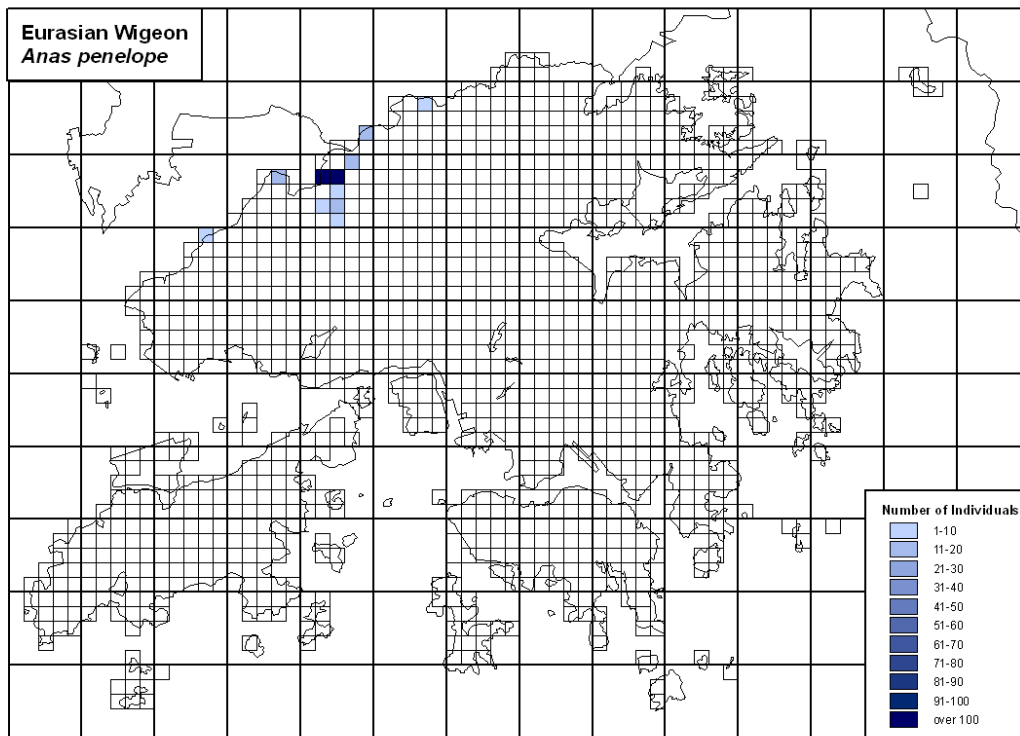 Eurasian Wigeon
Anas penelope
Number of Individuals
1-10
11-20
21-30
31-40
41-50
51-60
61-70
71-80
81-90
91-100
over 100